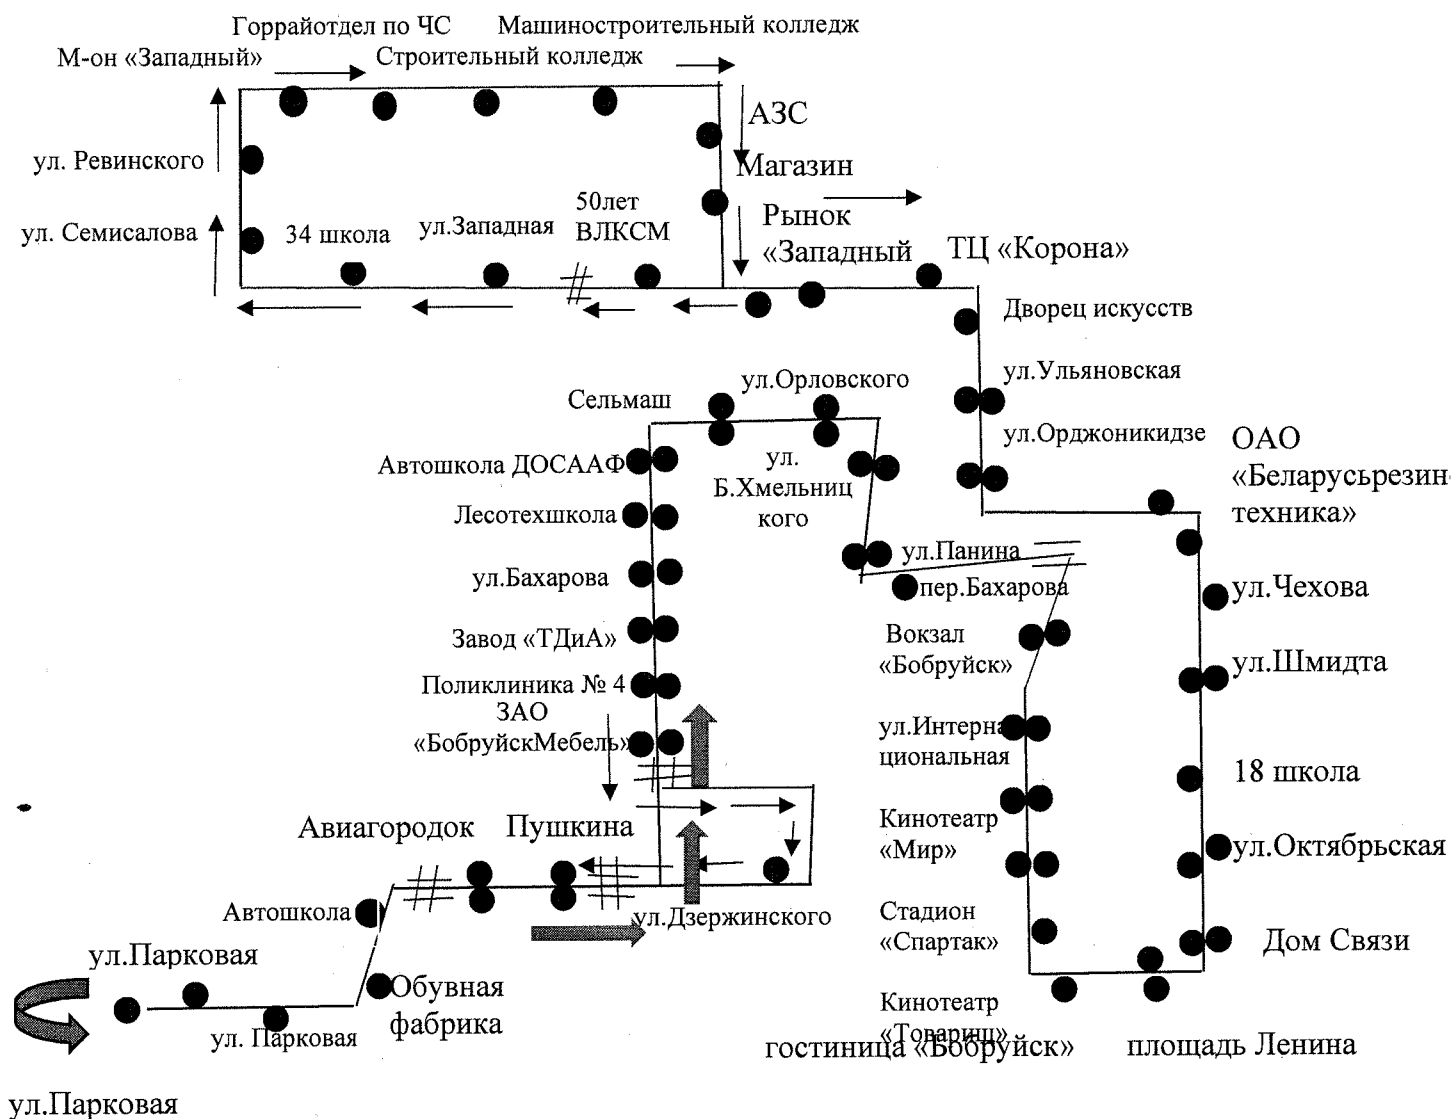 Горрайотдел по ЧС
Машиностроительный колледж
М-он «Западный»
Строительный колледж
АЗС
ул. Ревинского
Магазин
50лет
ВЛКСМ
ул. Семисалова
34 школа
ул.Западная
Рынок
«Западный
ТЦ «Корона»
Дворец искусств
ул.Ульяновская
ул.Орловского
Сельмаш
ул.Орджоникидзе
ОАО
«Беларусьрезин
техника»
Автошкола ДОСААФ
ул.
Б.Хмельниц
кого
Лесотехшкола
ул.Панина
ул.Бахарова
пер.Бахарова
ул.Чехова
Завод «ТДиА»
Вокзал
«Бобруйск»
ул.Шмидта
Поликлиника № 4
ЗАО
«БобруйскМебель»
ул.Интерна
циональная
18 школа
Авиагородок
Пушкина
Кинотеатр
«Мир»
ул.Октябрьская
Автошкола
ул.Дзержинского
Стадион
«Спартак»
Дом Связи
ул.Парковая
Обувная
фабрика
ул. Парковая
Кинотеатр
«Товарищ»
гостиница «Бобруйск»
площадь Ленина
ул.Парковая